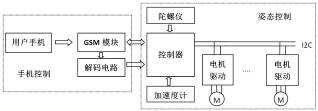 陀螺仪
姿态控制
用户手机
GSM 模块
控制器
I2C
解码电路
手机控制
加速度计
电机
驱动
....
电机
驱动
M
M